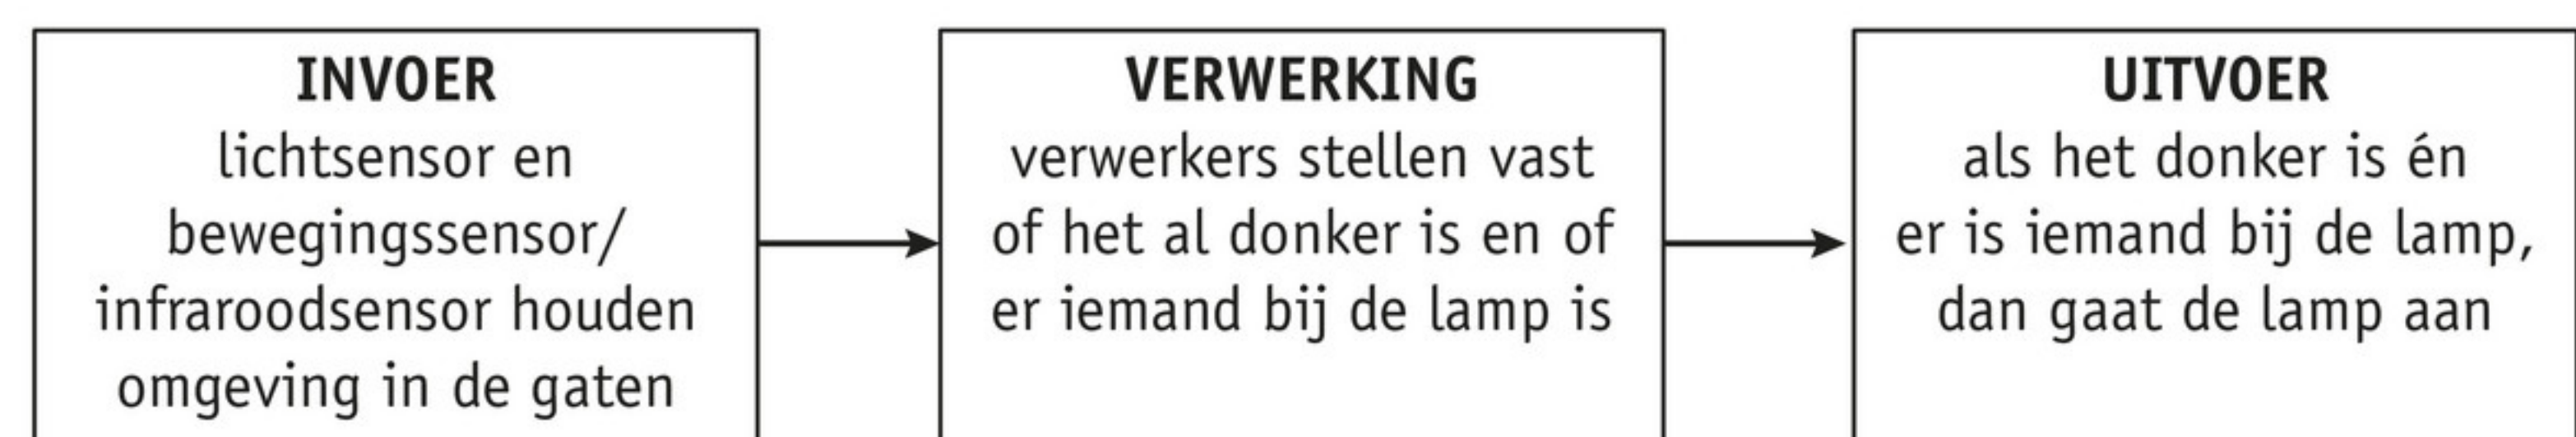 INVOER
lichtsensor en
bewegingssensor/
infraroodsensor houden
omgeving in de gaten
VERWERKING
verwerkers stellen vast
of het al donker is en of
er iemand bij de lamp is
UITVOER
als het donker is én
er is iemand bij de lamp,
dan gaat de lamp aan